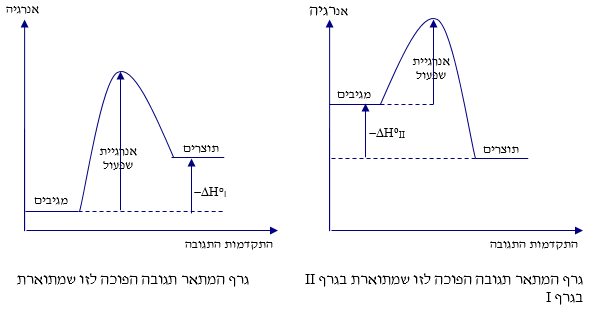 אנרגיה
אנרגיית
שפעול
מגיבים
תוצרים
−ΔH°II
התקדמות התגובה
אנרגיה
אנרגיית
שפעול
תוצרים
מגיבים
−ΔH°I
התקדמות התגובה
גרף המתאר תגובה הפוכה לזו שמתוארת בגרף II
בגרף I
גרף המתאר תגובה הפוכה לזו שמתוארת